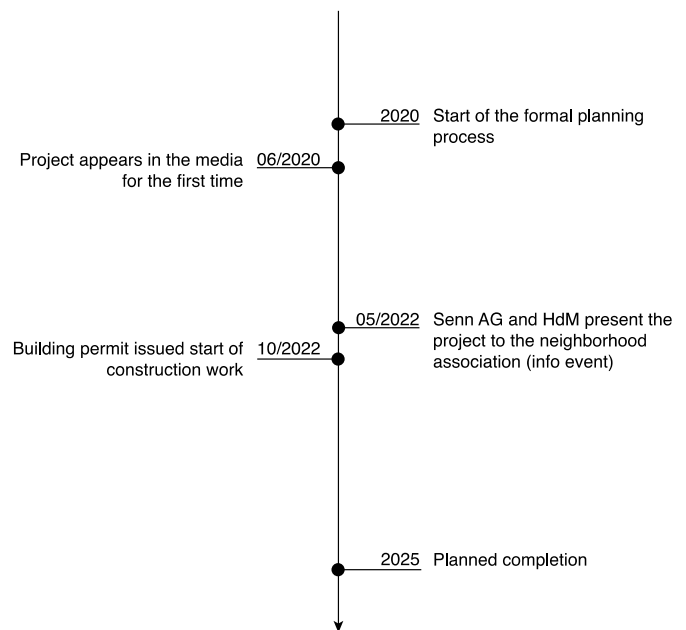 2020 Start of the formal planning
process
Project appears in the media 06/2020
for the first time
05/2022 Senn AG and HdM present the
project to the neighborhood
association (info event)
Building permit issued start of 10/2022
construction work
2025 Planned completion